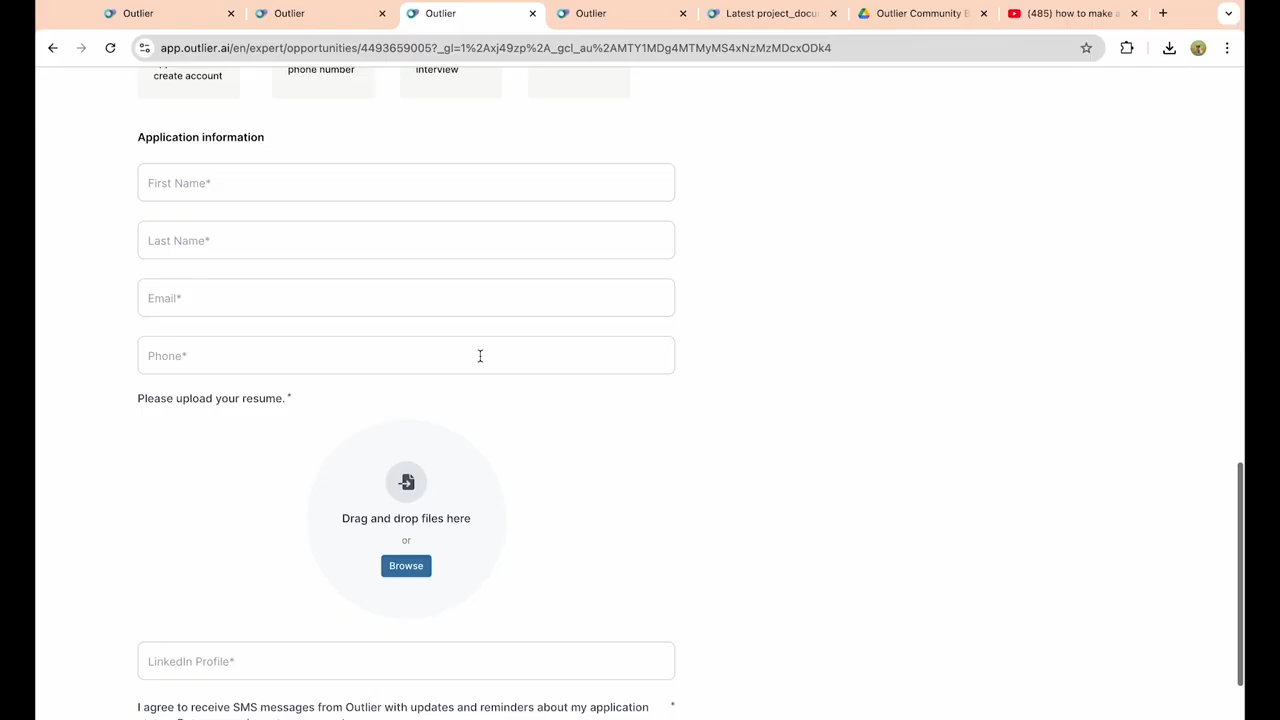 Outlier
Outlier
Outlier
Outlier
Latest project_docu
Outlier Community B
(485) how to make a
app.outlier.ai/en/expert/opportunities/4493659005?_gl=1%2Axj49zp%2A_gcl_au%2AMTY1MDg4MTMyMS4xNzMzMDcxODk4
create account
phone number
interview
Application information
First Name*
Last Name*
Email*
Phone*
Please upload your resume. *
Drag and drop files here
or
Browse
LinkedIn Profile*
I agree to receive SMS messages from Outlier with updates and reminders about my application *